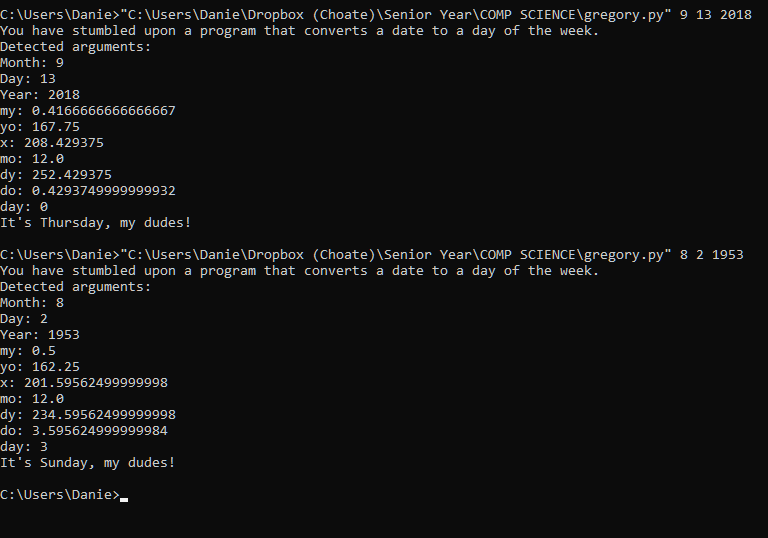 C:\Users\Danie>"C:\Users\Danie\Dropbox (Choate)\Senior Year\COMP SCIENCE\gregory.py" 9 13 2018
You have stumbled upon a program that converts a date to a day of the week.
Detected arguments:
Month: 9
Day: 13
Year: 2018
my: 0.4166666666666667
yo: 167.75
x: 208.429375
mo: 12.0
dy: 252.429375
do: 0.4293749999999932
day: 0
It's Thursday, my dudes!
C:\Users\Danie>"C:\Users\Danie\Dropbox (Choate)\Senior Year\COMP SCIENCE\gregory.py" 8 2 1953
You have stumbled upon a program that converts a date to a day of the week.
Detected arguments:
Month: 8
Day: 2
Year: 1953
my: 0.5
yo: 162.25
x: 201.59562499999998
mo: 12.0
dy: 234.59562499999998
do: 3.595624999999984
day: 3
It's Sunday, my dudes!
C:\Users\Danie>